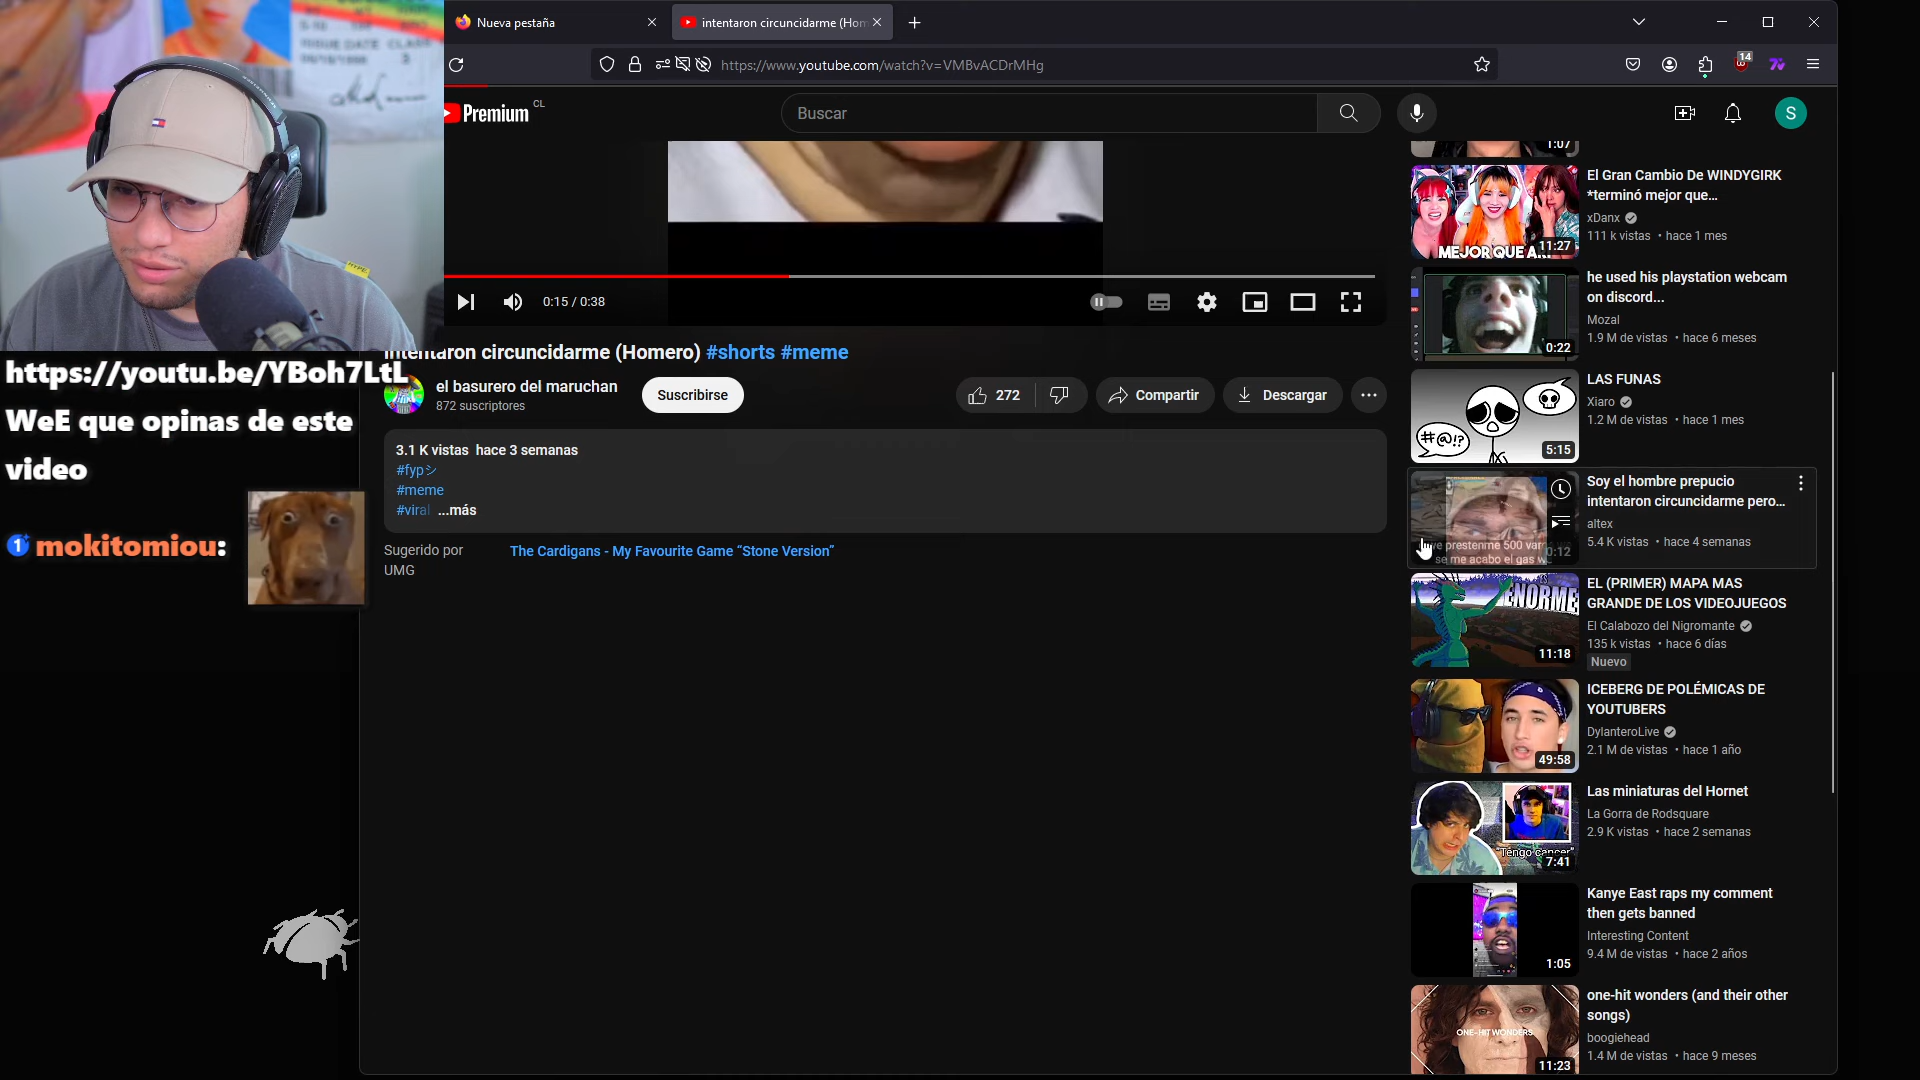 Nueva pestaña
intentaron circuncidarme (Hom
https://www.youtube.com/watch?v=VMBvACDrMHg
14
Premium CL
Buscar
S
ISSUE DATE CLASS
HYPE
0:15 / 0:38
intentaron circuncidarme (Homero) #shorts #meme
el basurero del maruchan
872 suscriptores
Suscribirse
272
Compartir
Descargar
3.1 K vistas hace 3 semanas
#fypシ
#meme
#viral ...más
Sugerido por
UMG
The Cardigans - My Favourite Game “Stone Version”
https://youtu.be/YBoh7LtL
WeE que opinas de este
video
1 mokitomiou:
1:07
El Gran Cambio De WINDYGIRK
*terminó mejor que...
xDanx
111 k vistas • hace 1 mes
11:27
he used his playstation webcam
on discord...
Mozal
1.9 M de vistas • hace 6 meses
0:22
LAS FUNAS
Xiaro
1.2 M de vistas • hace 1 mes
#@!?
5:15
Soy el hombre prepucio
intentaron circuncidarme pero...
altex
5.4 K vistas • hace 4 semanas
prestenme 500 var
se me acabo el gas
0:12
EL (PRIMER) MAPA MAS
GRANDE DE LOS VIDEOJUEGOS
El Calabozo del Nigromante
135 k vistas • hace 6 días
Nuevo
ENORME
11:18
ICEBERG DE POLÉMICAS DE
YOUTUBERS
DylanteroLive
2.1 M de vistas • hace 1 año
49:58
Las miniaturas del Hornet
La Gorra de Rodsquare
2.9 K vistas • hace 2 semanas
"Tengo cancer"
7:41
Kanye East raps my comment
then gets banned
Interesting Content
9.4 M de vistas • hace 2 años
1:05
one-hit wonders (and their other
songs)
boogiehead
1.4 M de vistas • hace 9 meses
ONE-HIT WONDERS
11:23